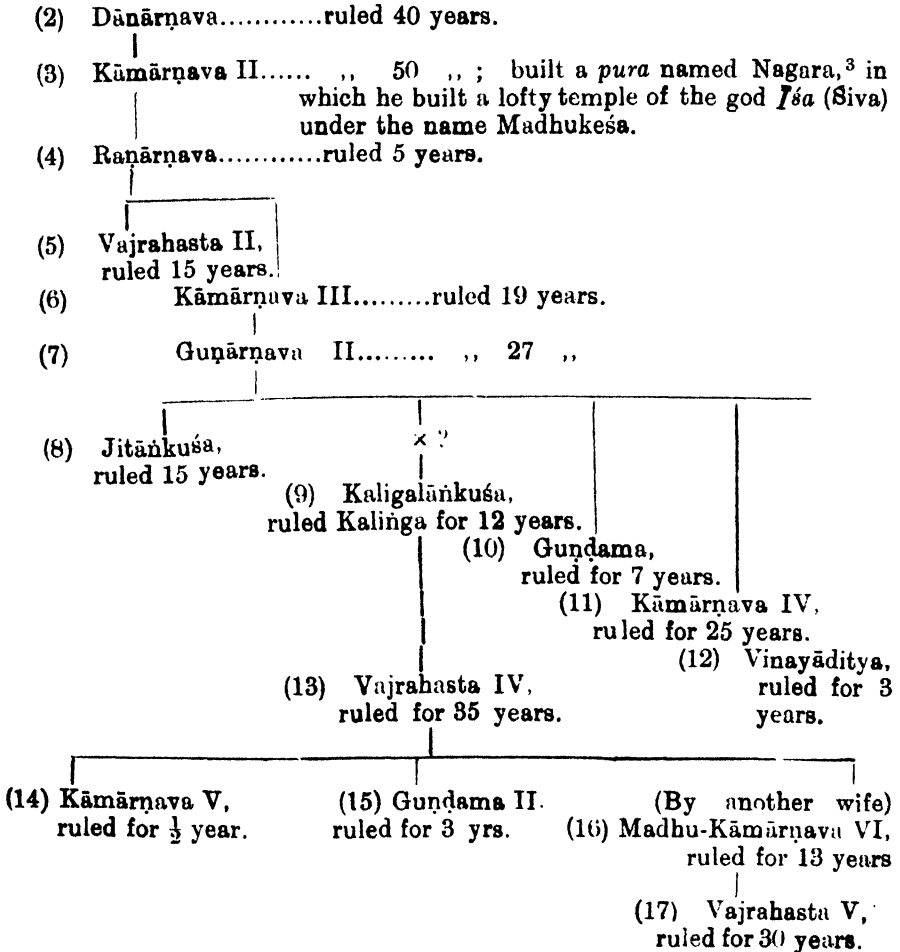 (2) Dānārṇava............ruled 40 years.
(3) Kāmārṇava II...... ,, 50 ,, ; built a pura named Nagara,³ in
which he built a lofty temple of the god Īśa (Siva)
under the name Madhukeśa.
(4) Raṇārṇava............ruled 5 years.
(5) Vajrahasta II,
ruled 15 years.
(6) Kāmārṇava III.........ruled 19 years.
(7) Guṇārṇava II......... ,, 27 ,,
(8) Jitāṅkuśa,
ruled 15 years.
× ?
(9) Kaligalāṅkuśa,
ruled Kaliṅga for 12 years.
(10) Guṇḍama,
ruled for 7 years.
(11) Kāmārṇava IV,
ruled for 25 years.
(12) Vinayāditya,
ruled for 3
years.
(13) Vajrahasta IV,
ruled for 35 years.
(14) Kāmārṇava V,
ruled for ½ year.
(15) Guṇḍama II.
ruled for 3 yrs.
(By another wife)
(16) Madhu-Kāmārṇava VI,
ruled for 13 years
(17) Vajrahasta V,
ruled for 30 years.